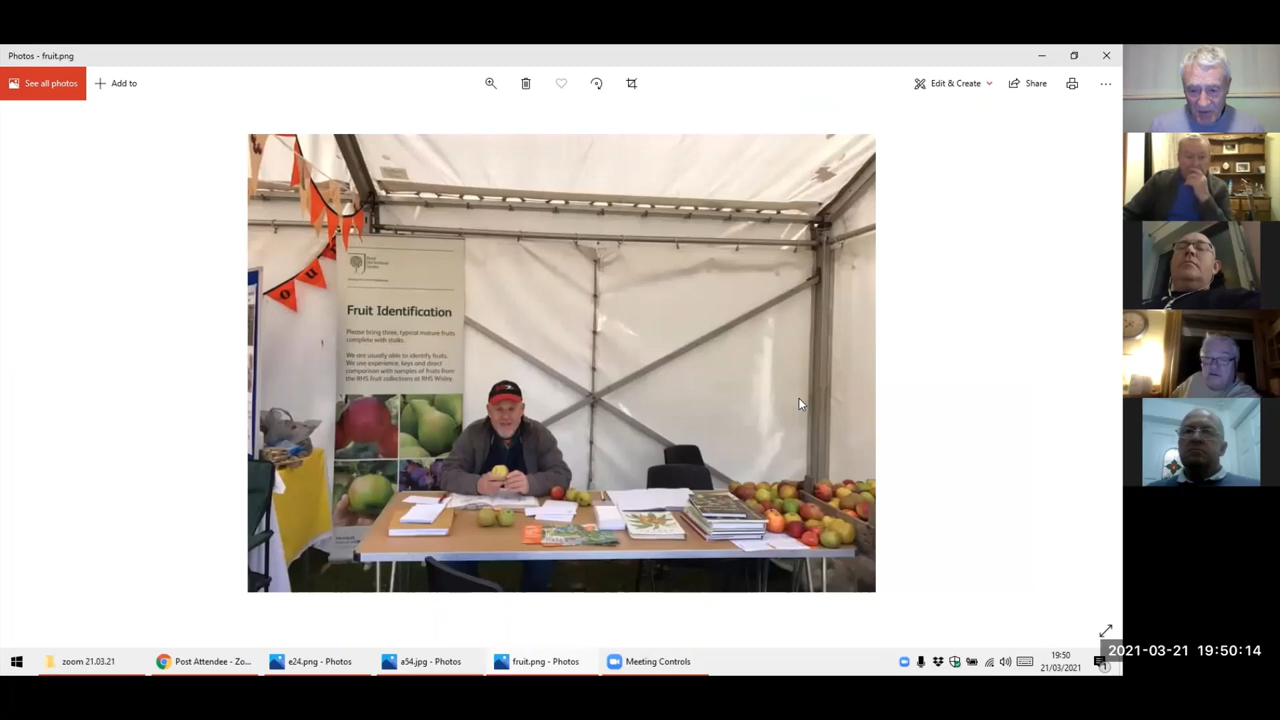 Photos - fruit.png
See all photos
Add to
Edit & Create
Share
Fruit Identification
Please bring three, typical mature fruits
complete with stalks.
We are usually able to identify fruits.
We use experience, keys and direct
comparison with samples of fruits from
the RHS Fruit collections at RHS Wisley.
zoom 21.03.21
Post Attendee - Zo...
e24.png - Photos
a54.jpg - Photos
fruit.png - Photos
Meeting Controls
19:50
21/03/2021
1
2021-03-21 19:50:14